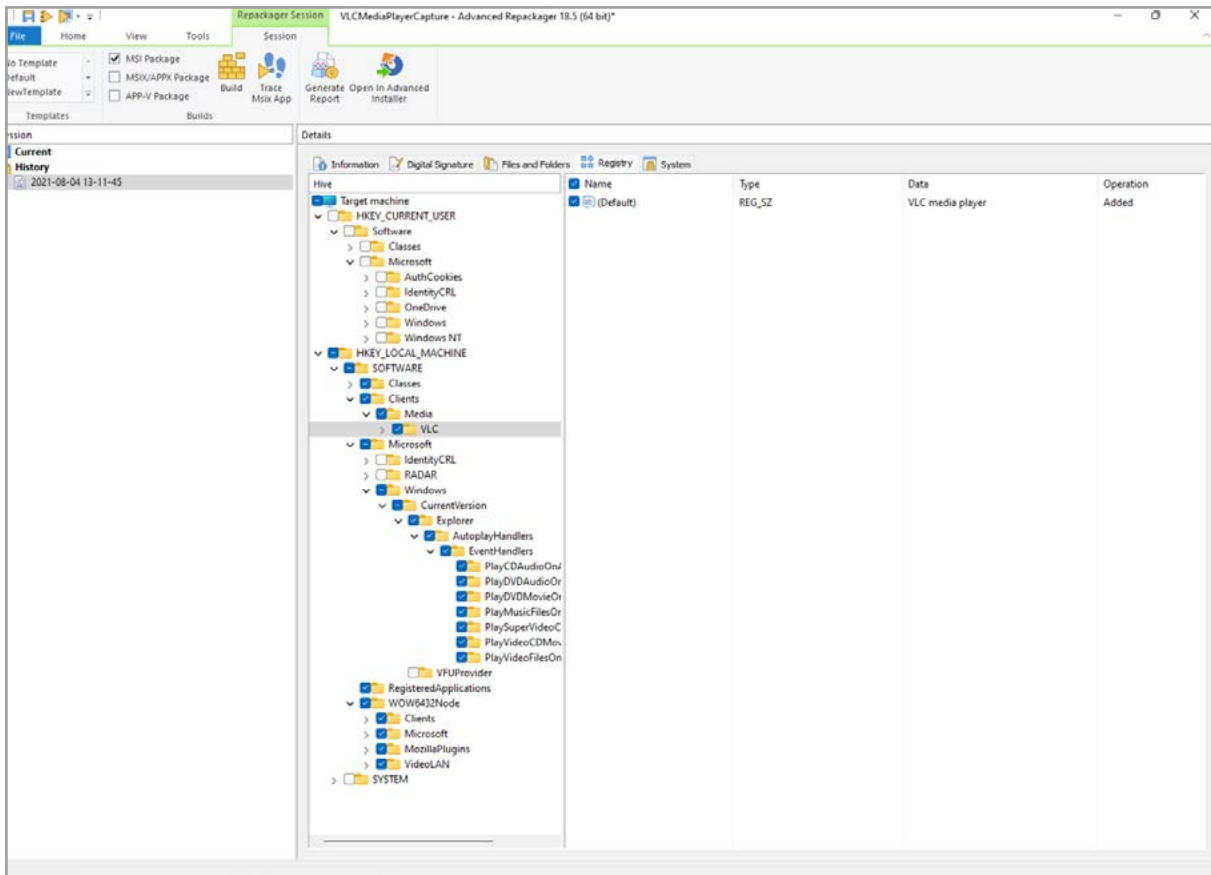 Repackager Session VLCMediaPlayerCapture - Advanced Repackager 18.5 (64 bit)*
File Home View Tools Session
No Template
Default
NewTemplate
MSI Package
MSIX/APPX Package
APP-V Package
Build
Trace Msix App
Generate Report
Open In Advanced Installer
Templates Builds
Details
Current
History
2021-08-04 13-11-45
Information Digital Signature Files and Folders Registry System
Hive
Name Type Data Operation
(Default) REG_SZ VLC media player Added
Target machine
HKEY_CURRENT_USER
Software
Classes
Microsoft
AuthCookies
IdentityCRL
OneDrive
Windows
Windows NT
HKEY_LOCAL_MACHINE
SOFTWARE
Classes
Clients
Media
VLC
Microsoft
IdentityCRL
RADAR
Windows
CurrentVersion
Explorer
AutoplayHandlers
EventHandlers
PlayCDAudioOnA
PlayDVDAudioOr
PlayDVDMovieOr
PlayMusicFilesOr
PlaySuperVideoC
PlayVideoCDMov
PlayVideoFilesOn
VFUProvider
RegisteredApplications
WOW6432Node
Clients
Microsoft
MozillaPlugins
VideoLAN
SYSTEM